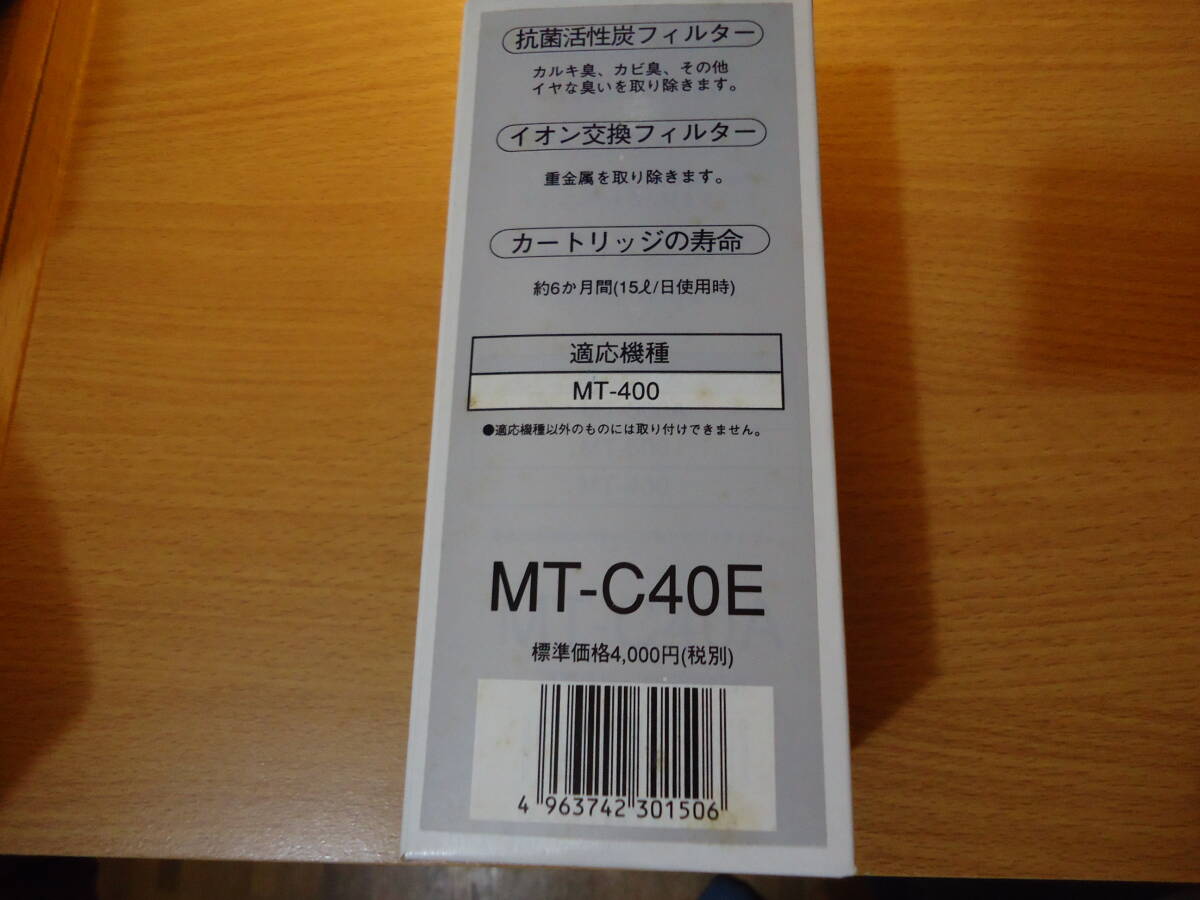 抗菌活性炭フィルター
カルキ臭、カビ臭、その他
イヤな臭いを取り除きます。
イオン交換フィルター
重金属を取り除きます。
カートリッジの寿命
約6か月間(15ℓ/日使用時)
適応機種
MT-400
●適応機種以外のものには取り付けできません。
MT-C40E
標準価格4,000円(税別)
4 963742 301506